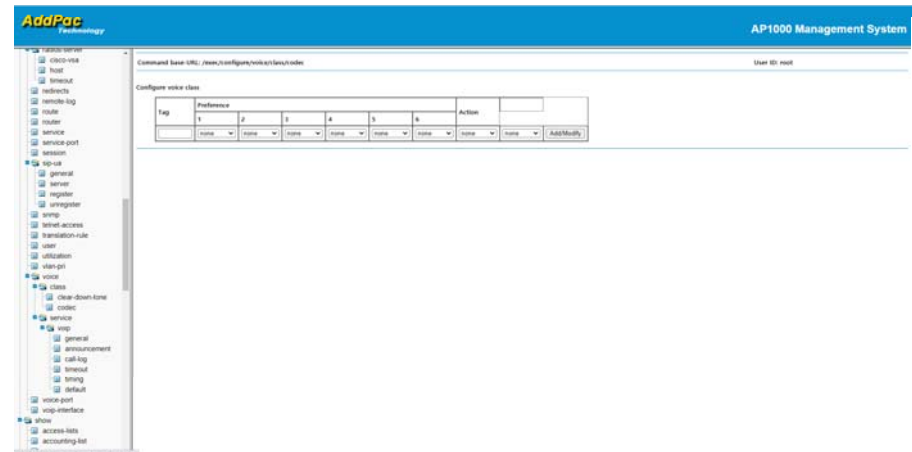 AddPac
Technology
AP1000 Management System
radius-server
cisco-vsa
host
timeout
redirects
remote-log
route
router
service
service-port
session
sip-ua
general
server
register
unregister
snmp
telnet-access
translation-rule
user
utilization
vlan-pri
voice
class
clear-down-tone
codec
service
voip
general
announcement
call-log
timeout
timing
default
voice-port
voip-interface
show
access-lists
accounting-list
Command base-URL: /exec/configure/voice/class/codec
User ID: root
Configure voice class
Tag Preference Action
1 2 3 4 5 6
none none none none none none none none Add/Modify